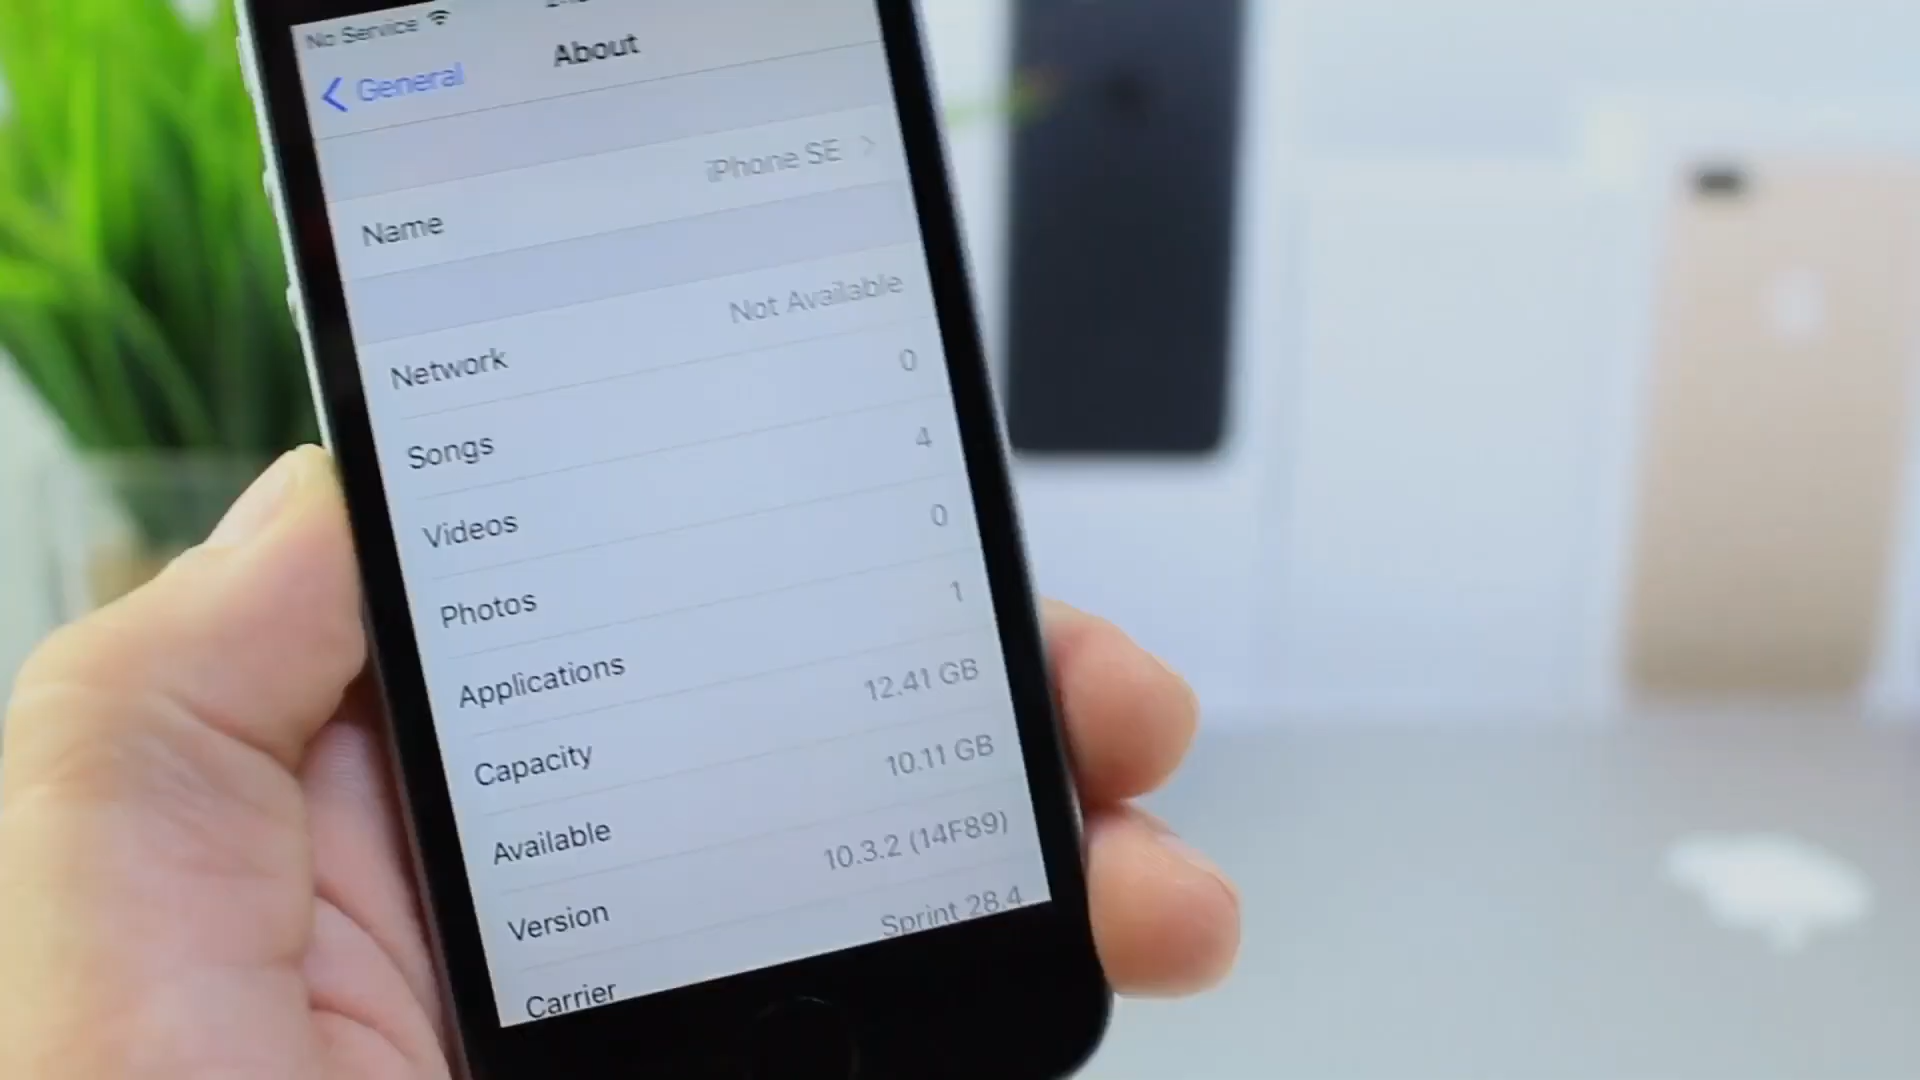 No Service
General
About
Name iPhone SE
Network Not Available
Songs 0
Videos 4
Photos 0
Applications 1
Capacity 12.41 GB
Available 10.11 GB
Version 10.3.2 (14F89)
Carrier Sprint 28.4